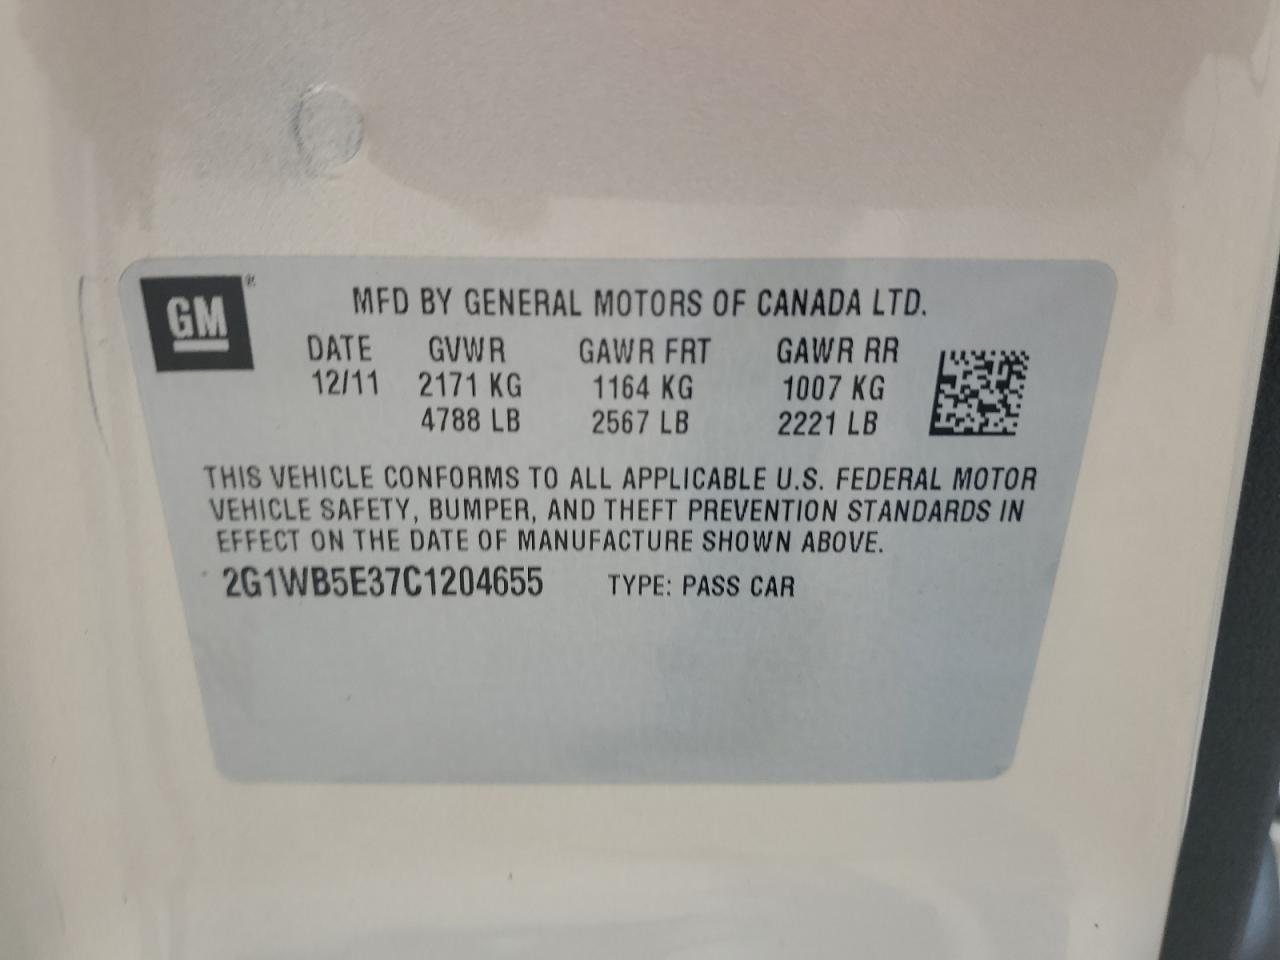 GM®
MFD BY GENERAL MOTORS OF CANADA LTD.
DATE GVWR GAWR FRT GAWR RR
12/11 2171 KG 1164 KG 1007 KG
4788 LB 2567 LB 2221 LB
THIS VEHICLE CONFORMS TO ALL APPLICABLE U.S. FEDERAL MOTOR
VEHICLE SAFETY, BUMPER, AND THEFT PREVENTION STANDARDS IN
EFFECT ON THE DATE OF MANUFACTURE SHOWN ABOVE.
2G1WB5E37C1204655 TYPE: PASS CAR